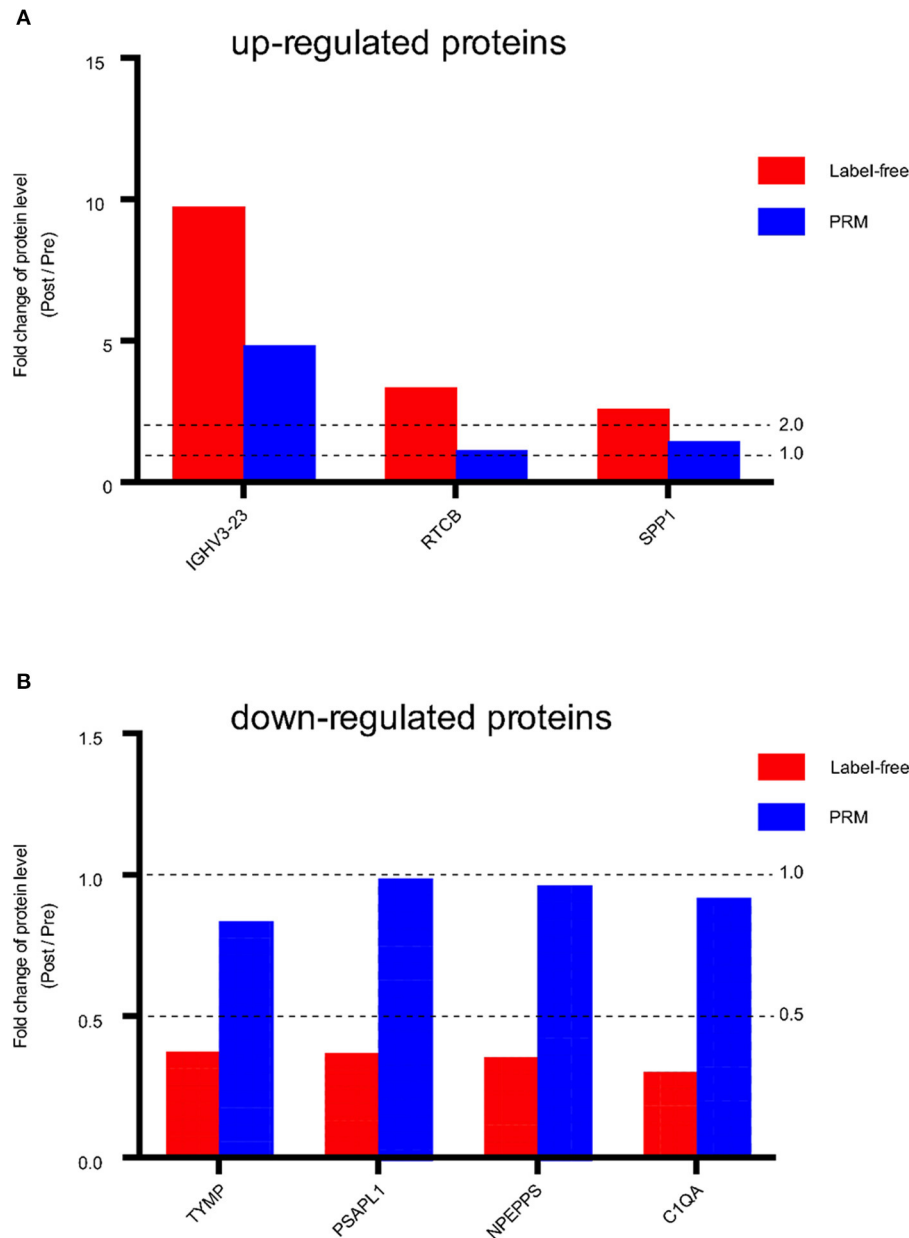 A
up-regulated proteins
15
10
5
0
Fold change of protein level
(Post / Pre)
Label-free
PRM
2.0
1.0
IGHV3-23
RTCB
SPP1
B
down-regulated proteins
1.5
1.0
0.5
0.0
Fold change of protein level
(Post / Pre)
Label-free
PRM
1.0
0.5
TYMP
PSAPL1
NPEPPS
C1QA